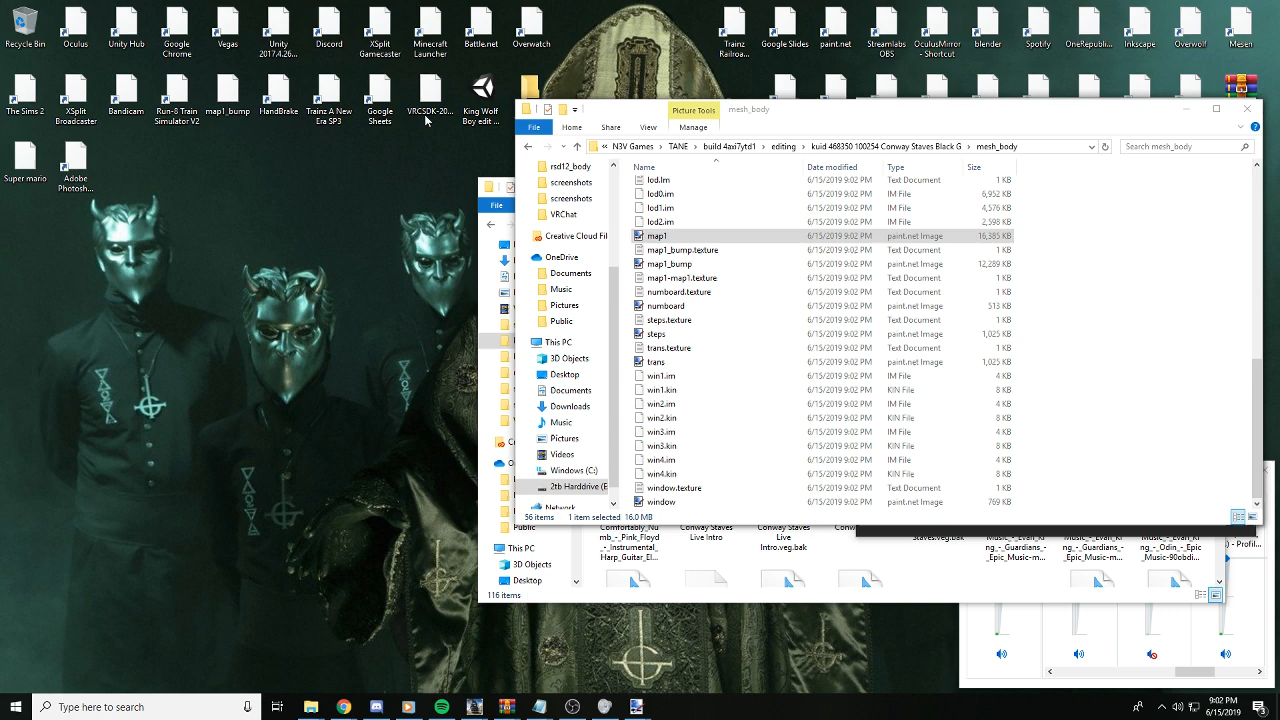 Recycle Bin
Oculus
Unity Hub
Google
Chrome
Vegas
Unity
2017.4.26...
Discord
XSplit
Gamecaster
Minecraft
Launcher
Battle.net
Overwatch
Trainz
Railroa...
Google Slides
paint.net
Streamlabs
OBS
OculusMirror
- Shortcut
blender
Spotify
OneRepubli...
Inkscape
Overwolf
Mesen
The Sims 2
XSplit
Broadcaster
Bandicam
Run-8 Train
Simulator V2
map1_bump
HandBrake
Trainz A New
Era SP3
Google
Sheets
VRCSDK-20...
King Wolf
Boy edit ...
Super mario
Adobe
Photosh...
Picture Tools
mesh_body
File
Home
Share
View
Manage
« N3V Games > TANE > build 4axi7ytd1 > editing > kuid 468350 100254 Conway Staves Black G > mesh_body
Search mesh_body
Name
Date modified
Type
Size
lod.lm 6/15/2019 9:02 PM Text Document 1 KB
lod0.im 6/15/2019 9:02 PM IM File 6,952 KB
lod1.im 6/15/2019 9:02 PM IM File 4,576 KB
lod2.im 6/15/2019 9:02 PM IM File 2,598 KB
map1 6/15/2019 9:02 PM paint.net Image 16,385 KB
map1_bump.texture 6/15/2019 9:02 PM Text Document 1 KB
map1_bump 6/15/2019 9:02 PM paint.net Image 12,289 KB
map1-map1.texture 6/15/2019 9:02 PM Text Document 1 KB
numboard.texture 6/15/2019 9:02 PM Text Document 1 KB
numboard 6/15/2019 9:02 PM paint.net Image 513 KB
steps.texture 6/15/2019 9:02 PM Text Document 1 KB
steps 6/15/2019 9:02 PM paint.net Image 1,025 KB
trans.texture 6/15/2019 9:02 PM Text Document 1 KB
trans 6/15/2019 9:02 PM paint.net Image 1,025 KB
win1.im 6/15/2019 9:02 PM IM File 4 KB
win1.kin 6/15/2019 9:02 PM KIN File 8 KB
win2.im 6/15/2019 9:02 PM IM File 4 KB
win2.kin 6/15/2019 9:02 PM KIN File 8 KB
win3.im 6/15/2019 9:02 PM IM File 4 KB
win3.kin 6/15/2019 9:02 PM KIN File 8 KB
win4.im 6/15/2019 9:02 PM IM File 4 KB
win4.kin 6/15/2019 9:02 PM KIN File 8 KB
window.texture 6/15/2019 9:02 PM Text Document 1 KB
window 6/15/2019 9:02 PM paint.net Image 769 KB
rsd12_body
screenshots
screenshots
VRChat
Creative Cloud Fil
OneDrive
Documents
Music
Pictures
Public
This PC
3D Objects
Desktop
Documents
Downloads
Music
Pictures
Videos
Windows (C:)
2tb Harddrive (E
Network
56 items 1 item selected 16.0 MB
File
Public
This PC
3D Objects
Desktop
116 items
Comfortably_Nu
mb_-_Pink_Floyd
_-_Instrumental_
Harp_Guitar_El...
Conway Staves
Live Intro
Conway Staves
Live
Intro.veg.bak
Staves.veg.bak
Music_-_Evan_Ki
ng_-_Guardians_
-_Epic_Music-m...
Music_-_Evan_Ki
ng_-_Odin_-_Epic
_Music-90obdi...
) - Profil...
Type here to search
9:02 PM
6/15/2019
3